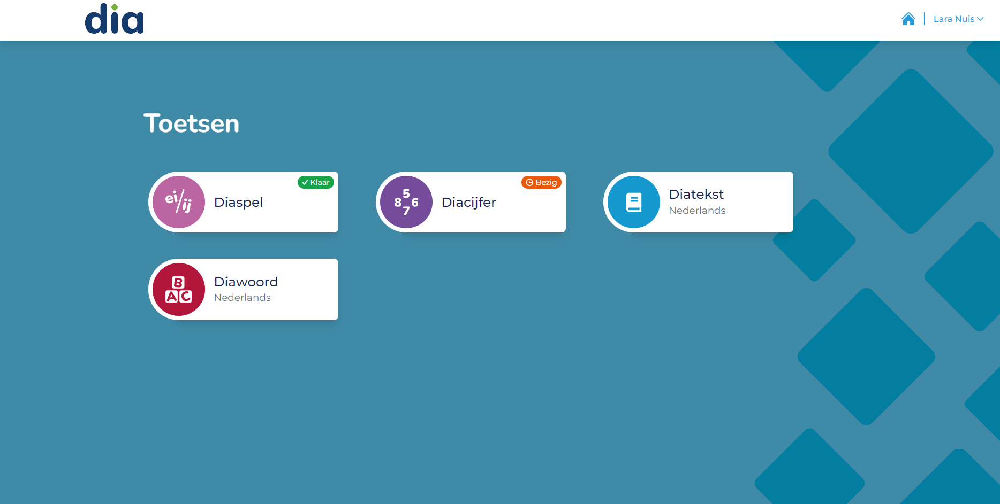 dia
Lara Nuis
Toetsen
ei/ij
Klaar
Diaspel
5
8 6
7
Bezig
Diacijfer
Diatekst
Nederlands
B
A C
Diawoord
Nederlands